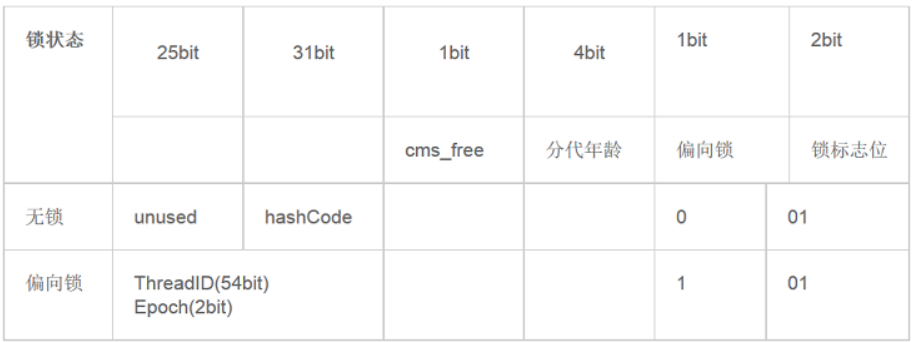 锁状态 25bit 31bit 1bit 4bit 1bit 2bit
cms_free 分代年龄 偏向锁 锁标志位
无锁 unused hashCode 0 01
偏向锁 ThreadID(54bit) 1 01
Epoch(2bit)